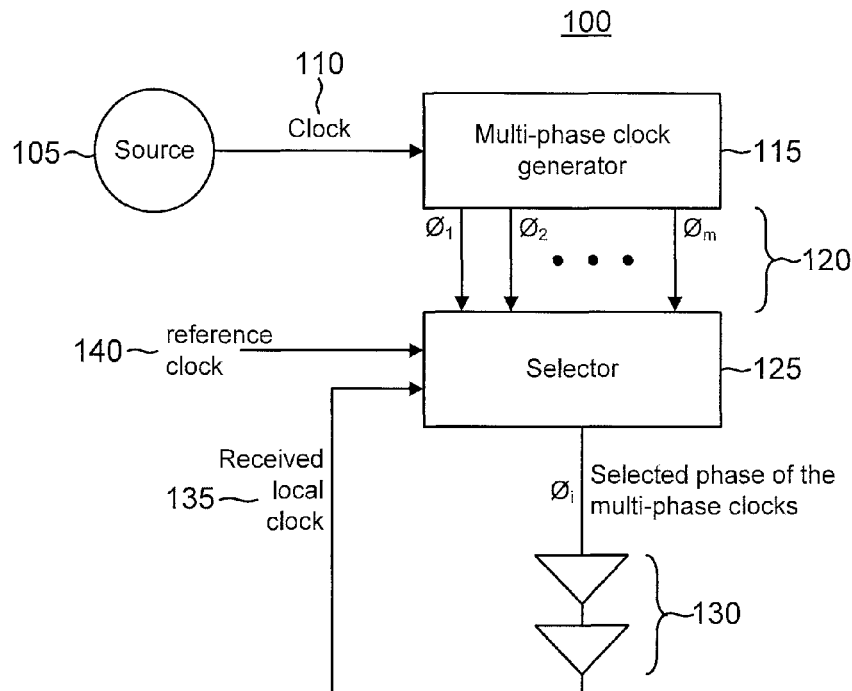 100
110
Clock
105
Source
Multi-phase clock
generator
115
Ø1 Ø2 Øm
120
140
reference
clock
Selector
125
Received
local
clock
135
Øi
Selected phase of the
multi-phase clocks
130